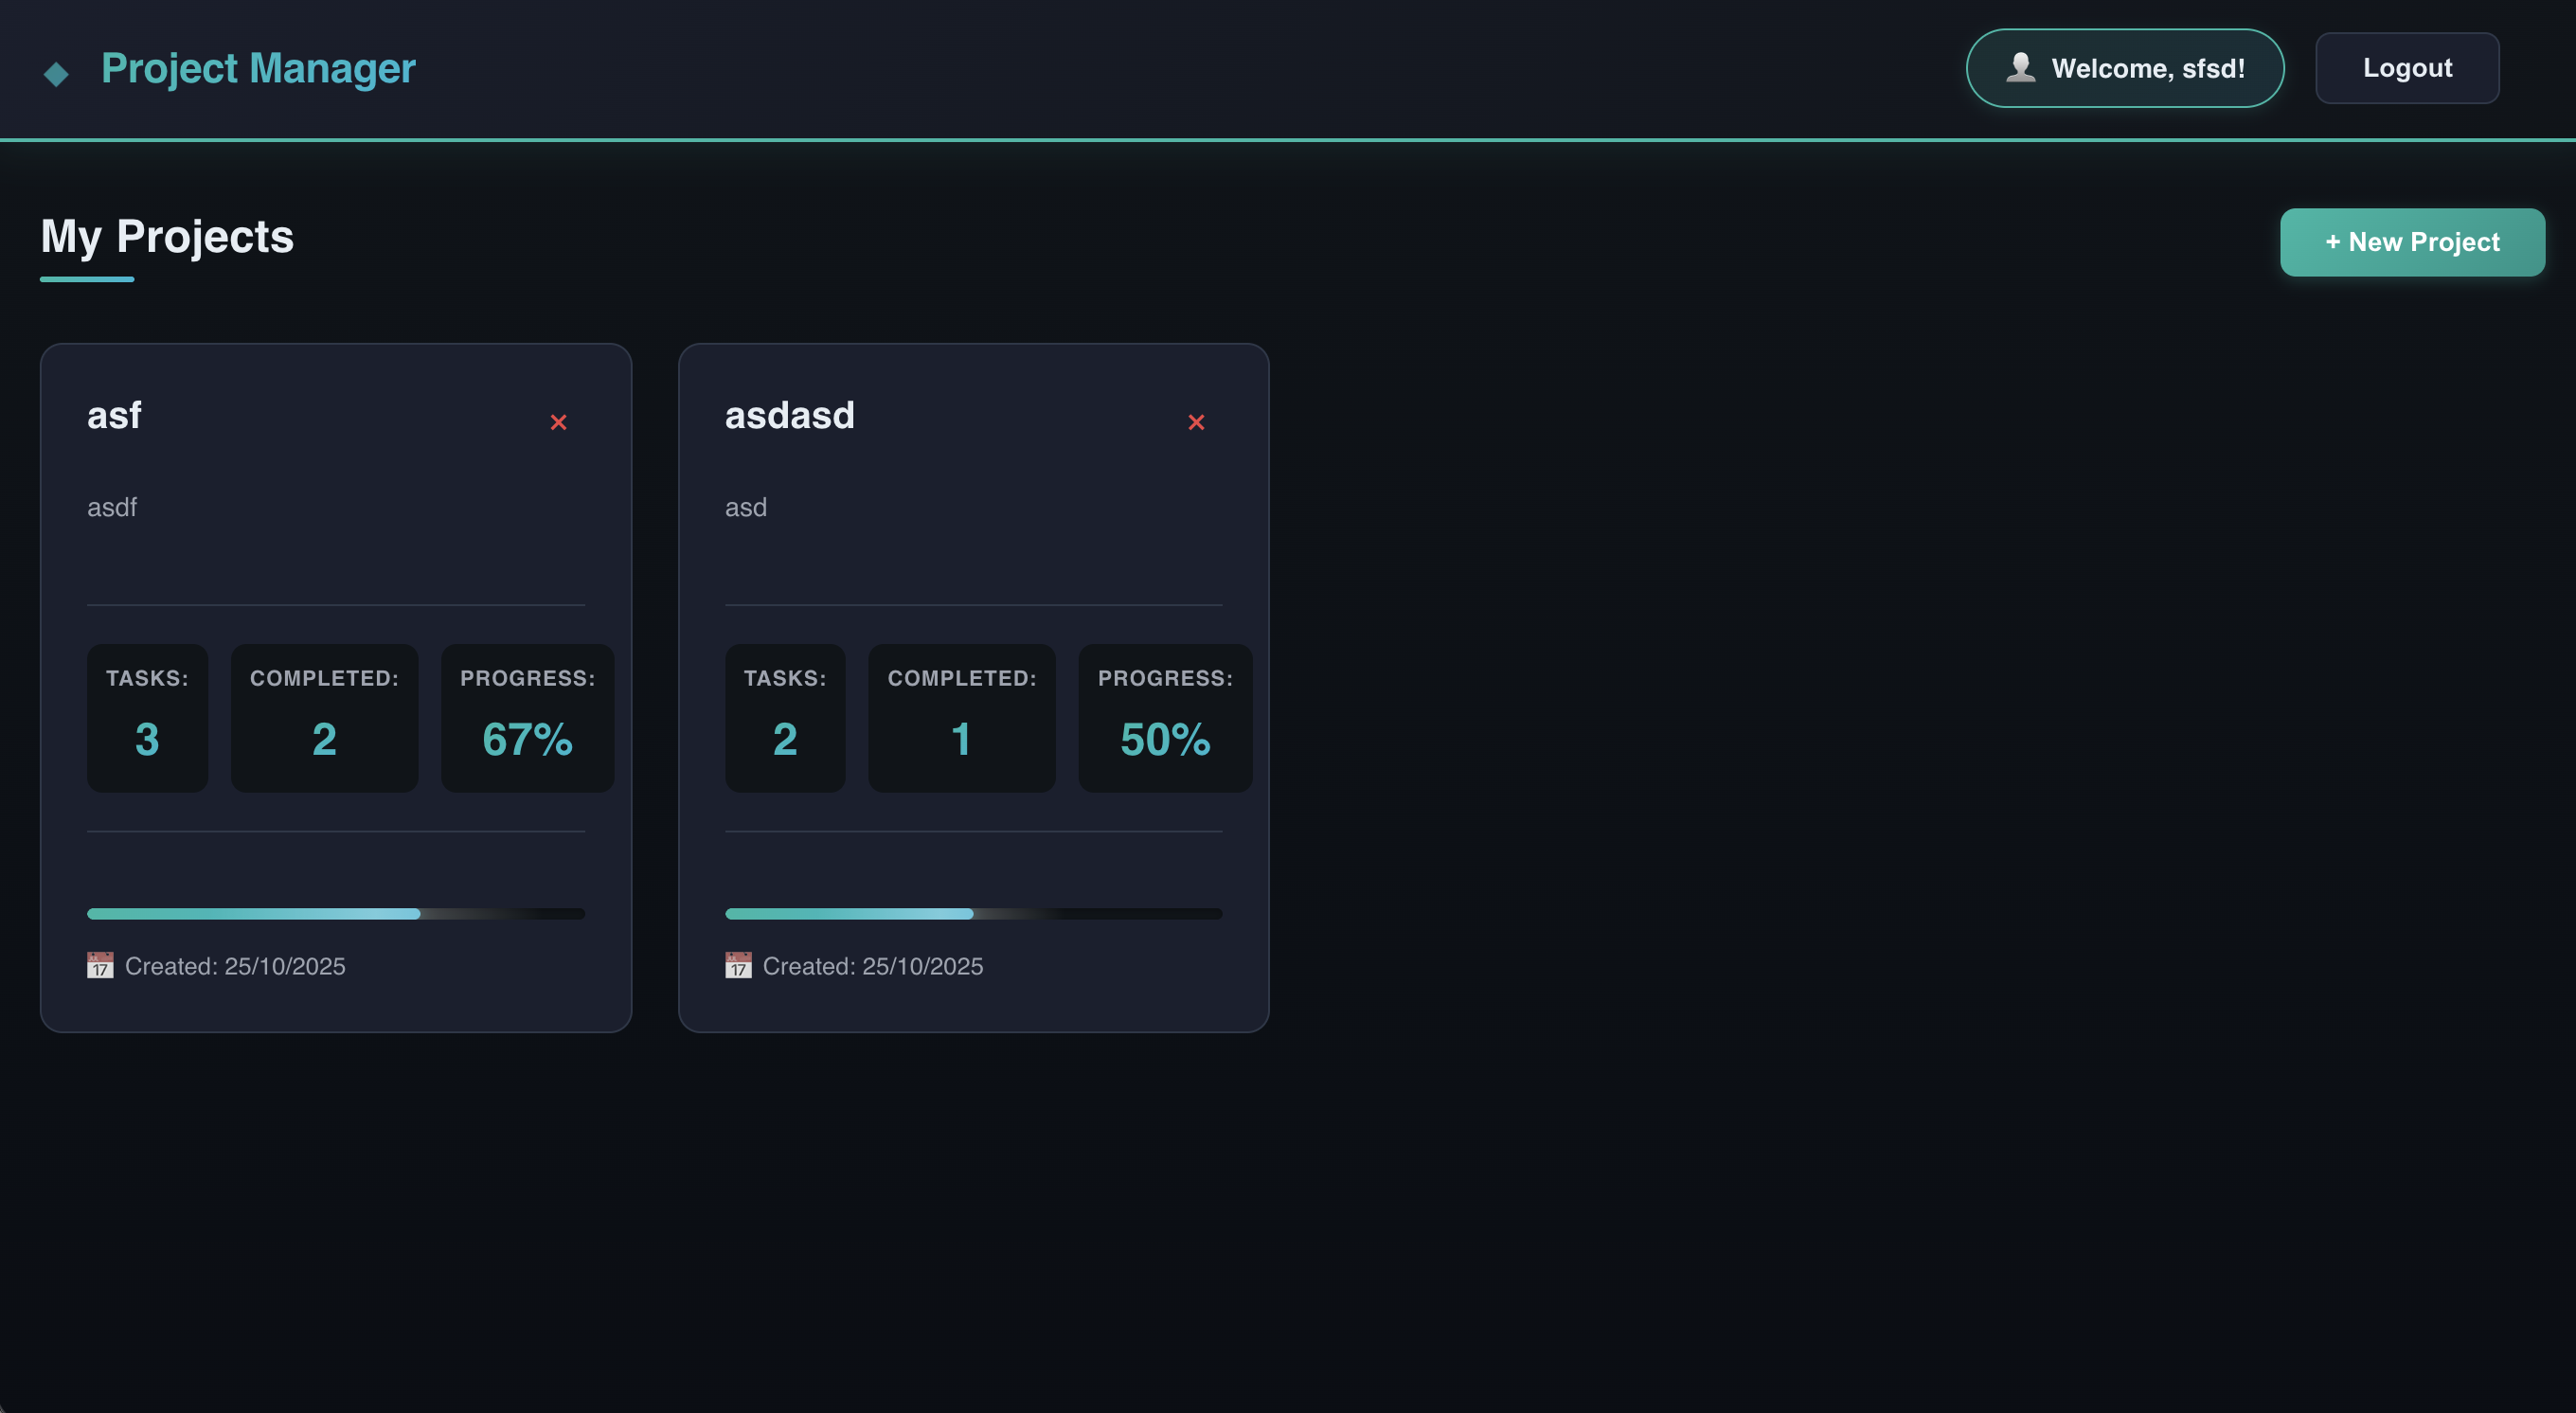 Project Manager
Welcome, sfsd!
Logout
My Projects
+ New Project
asf
×
asdf
TASKS:
3
COMPLETED:
2
PROGRESS:
67%
17
Created: 25/10/2025
asdasd
×
asd
TASKS:
2
COMPLETED:
1
PROGRESS:
50%
17
Created: 25/10/2025